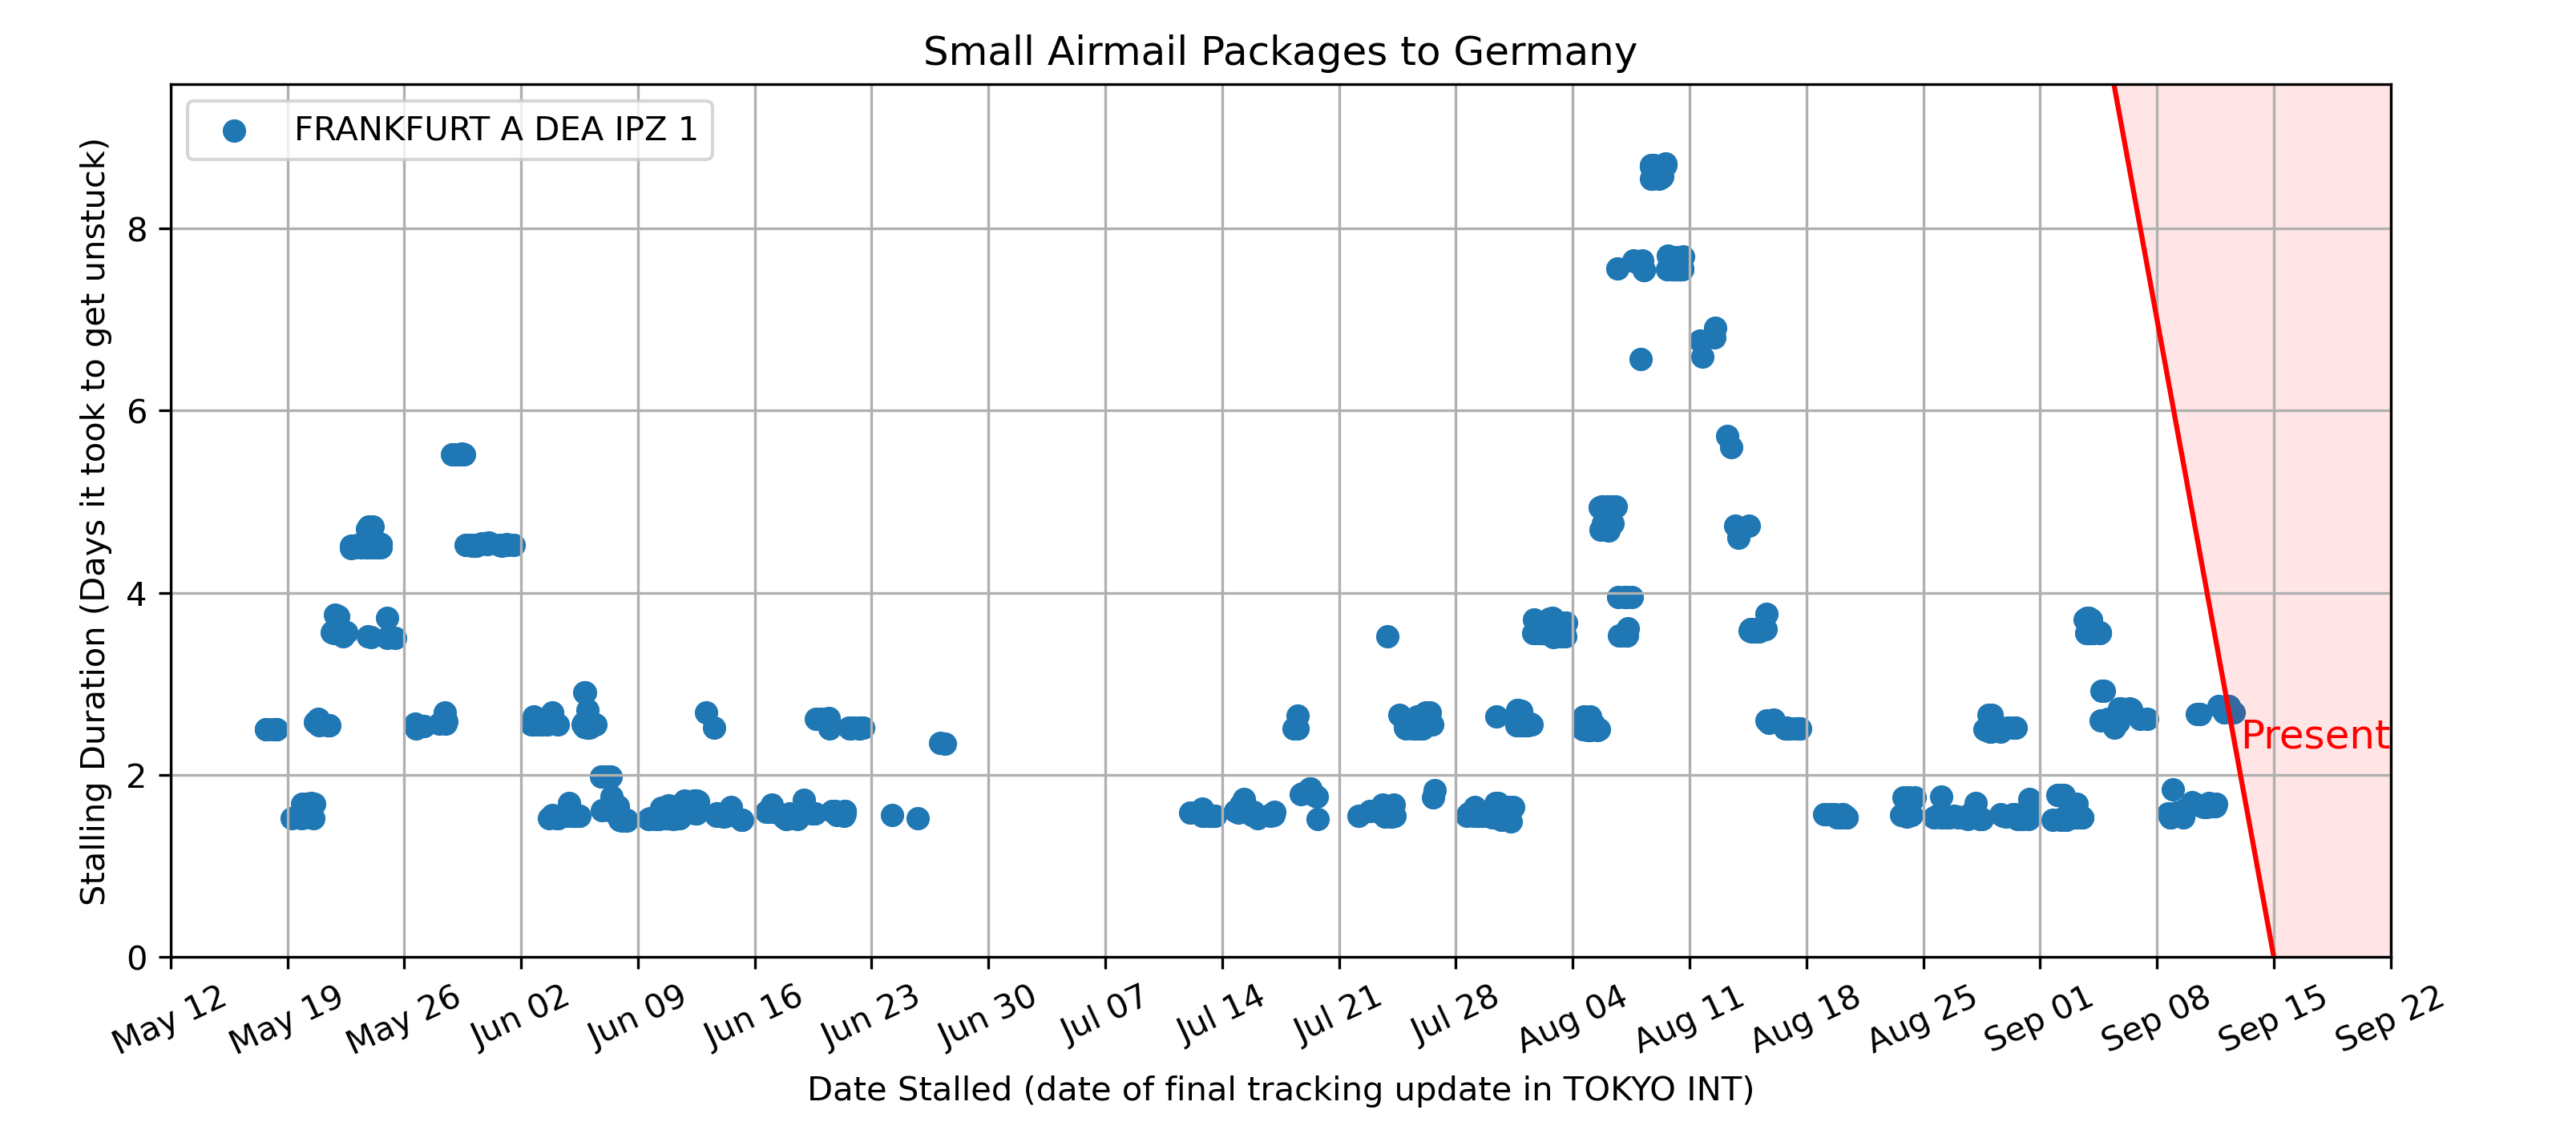 Small Airmail Packages to Germany
FRANKFURT A DEA IPZ 1
Stalling Duration (Days it took to get unstuck)
8
6
4
2
0
Present
May 12
May 19
May 26
Jun 02
Jun 09
Jun 16
Jun 23
Jun 30
Jul 07
Jul 14
Jul 21
Jul 28
Aug 04
Aug 11
Aug 18
Aug 25
Sep 01
Sep 08
Sep 15
Sep 22
Date Stalled (date of final tracking update in TOKYO INT)